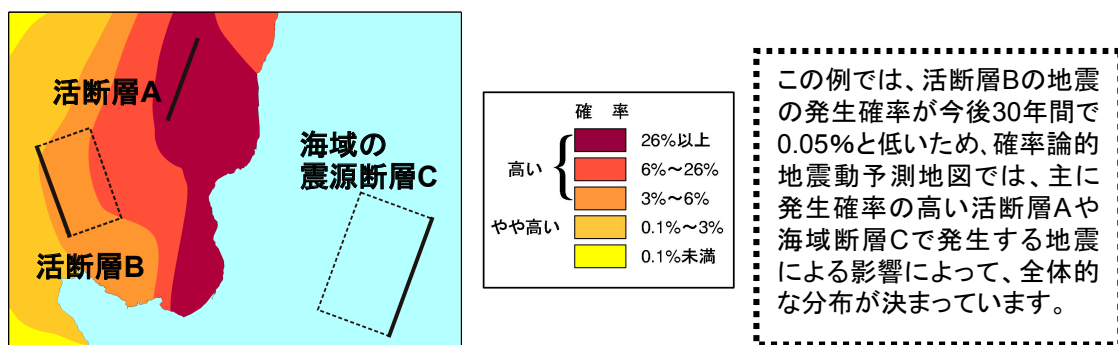 活断層A
海域の
震源断層C
活断層B
確 率
高い
やや高い
26%以上
6%～26%
3%～6%
0.1%～3%
0.1%未満
この例では、活断層Bの地震
の発生確率が今後30年間で
0.05%と低いため、確率論的
地震動予測地図では、主に
発生確率の高い活断層Aや
海域断層Cで発生する地震
による影響によって、全体的
な分布が決まっています。